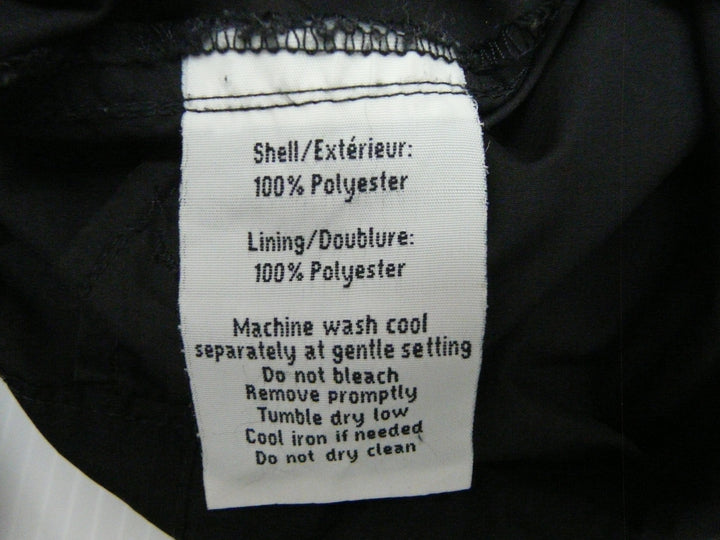 Shell/Extérieur:
100% Polyester
Lining/Doublure:
100% Polyester
Machine wash cool
separately at gentle setting
Do not bleach
Remove promptly
Tumble dry low
Cool iron if needed
Do not dry clean